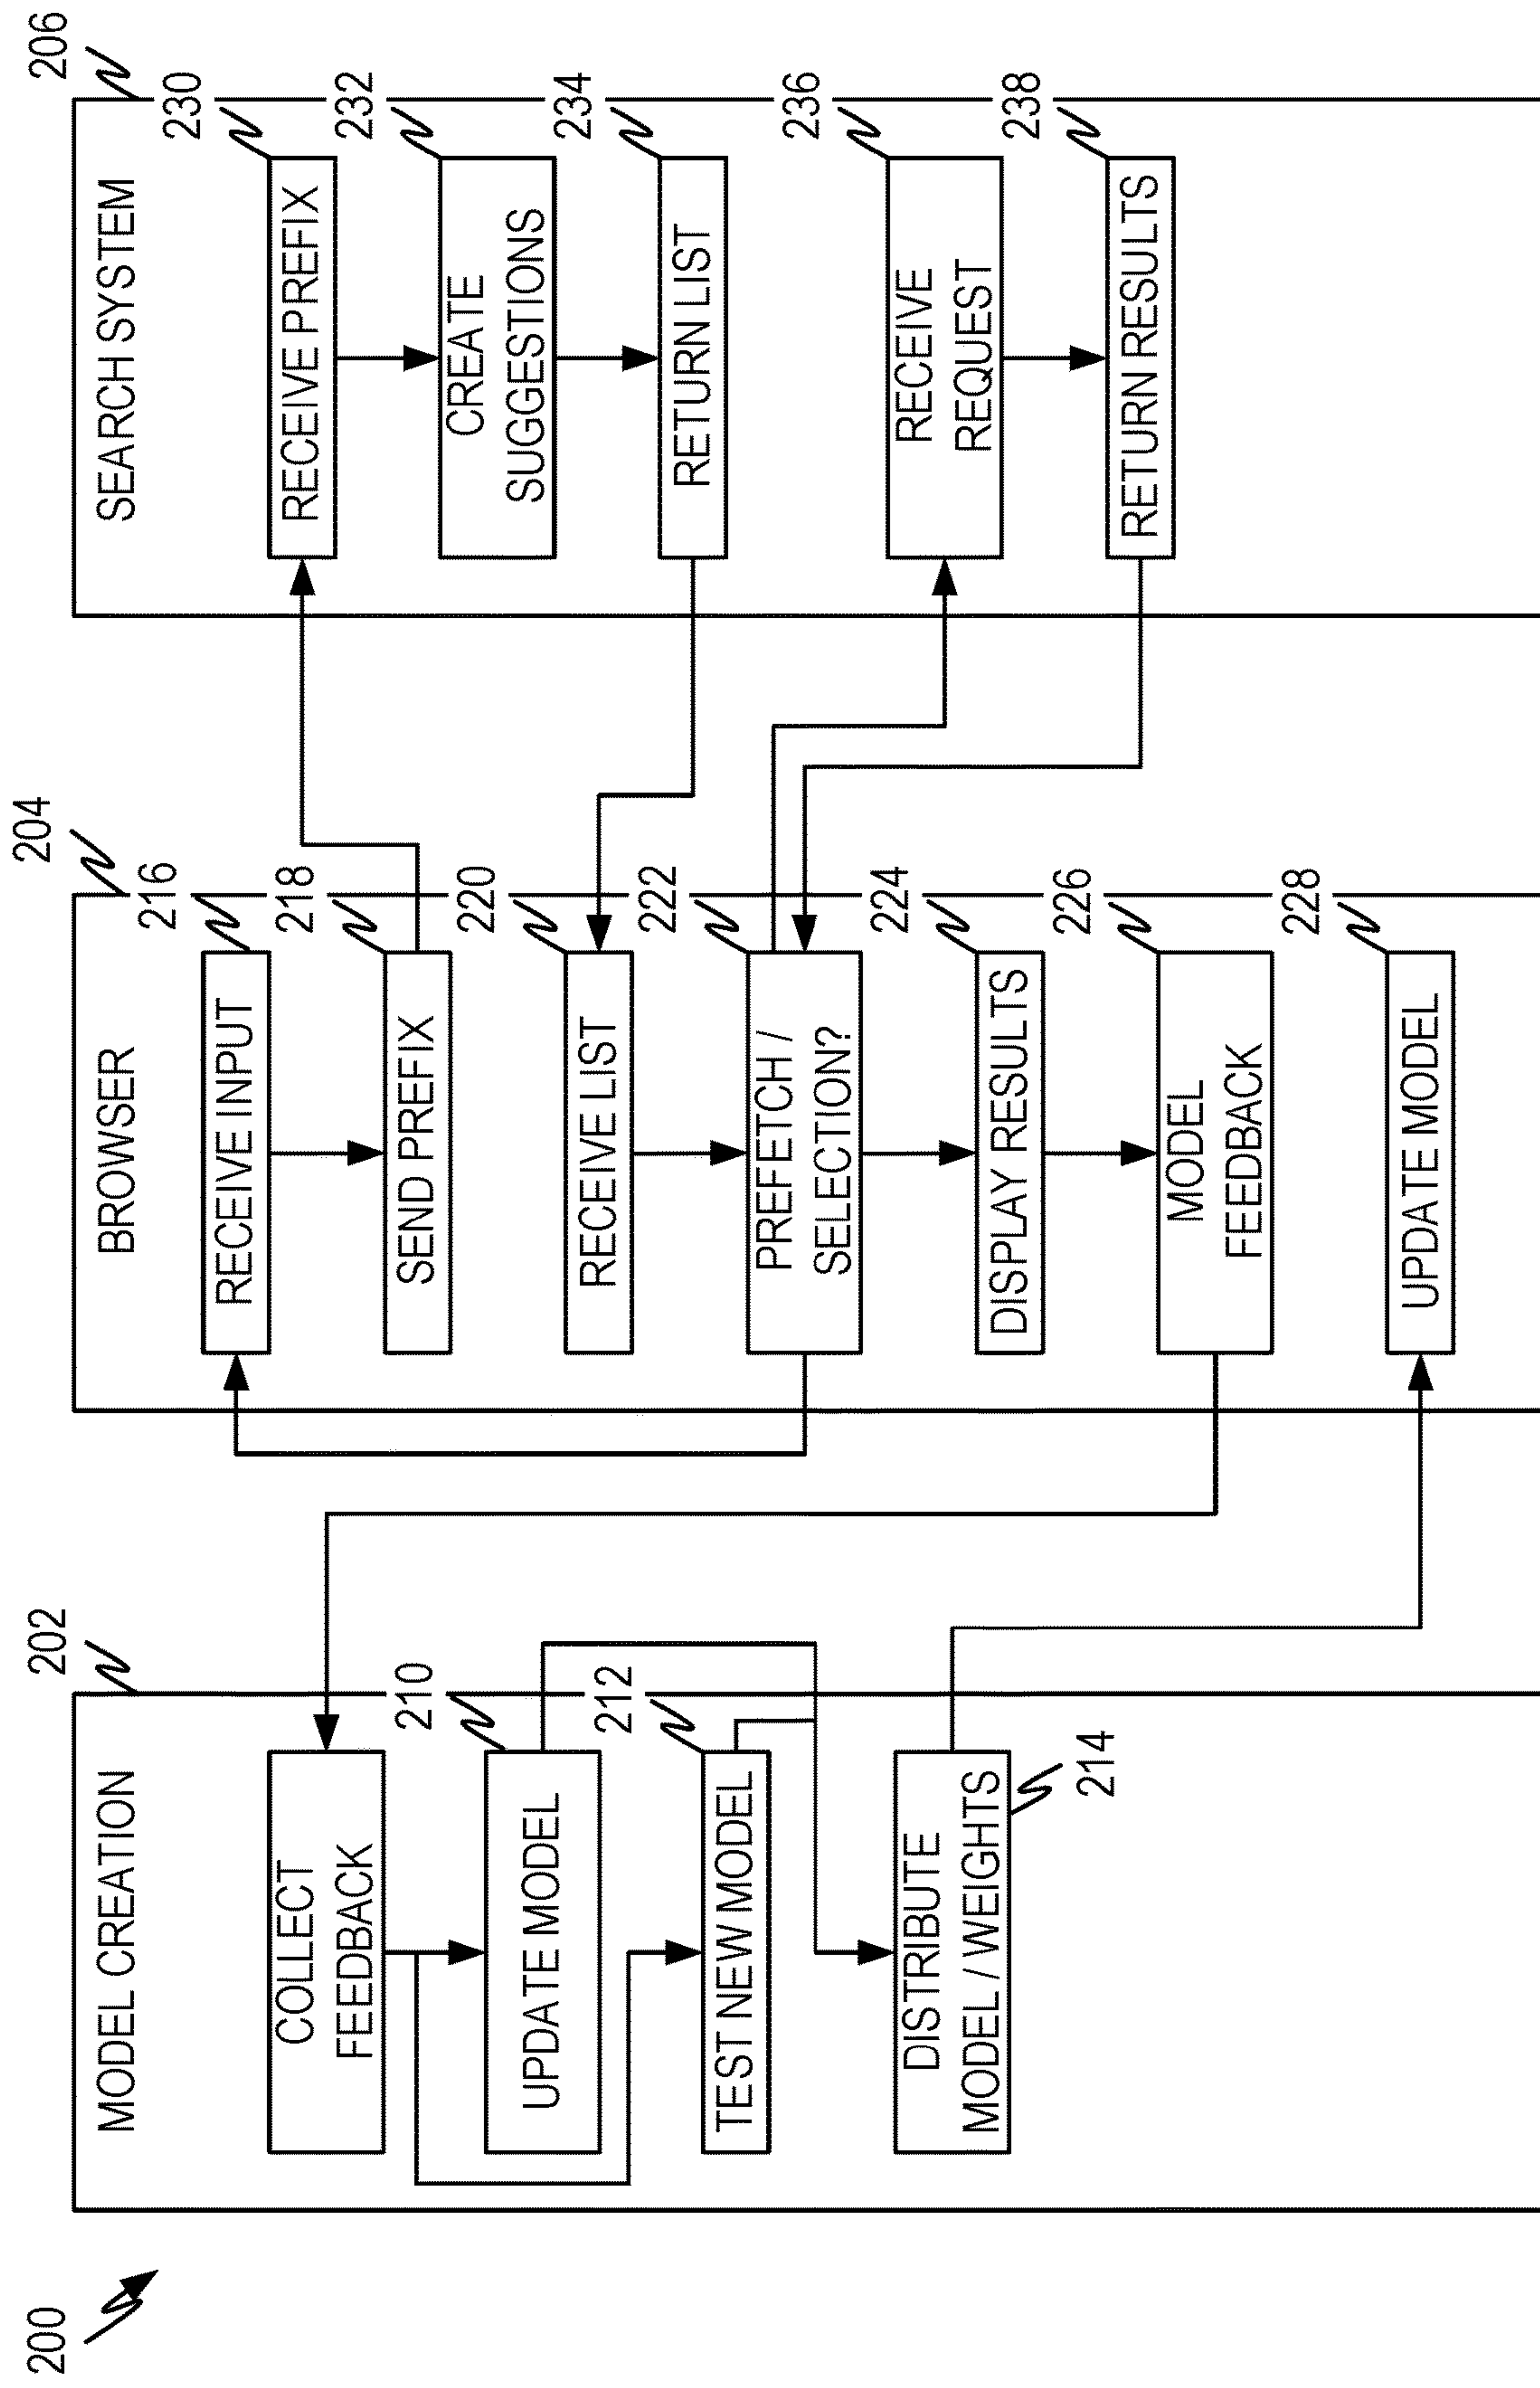 200
202
MODEL CREATION
COLLECT
FEEDBACK
210
UPDATE MODEL
212
TEST NEW MODEL
DISTRIBUTE
MODEL / WEIGHTS
214
204
BROWSER
216
RECEIVE INPUT
218
SEND PREFIX
220
RECEIVE LIST
222
PREFETCH /
SELECTION?
224
DISPLAY RESULTS
226
MODEL
FEEDBACK
228
UPDATE MODEL
206
SEARCH SYSTEM
230
RECEIVE PREFIX
232
CREATE
SUGGESTIONS
234
RETURN LIST
236
RECEIVE
REQUEST
238
RETURN RESULTS